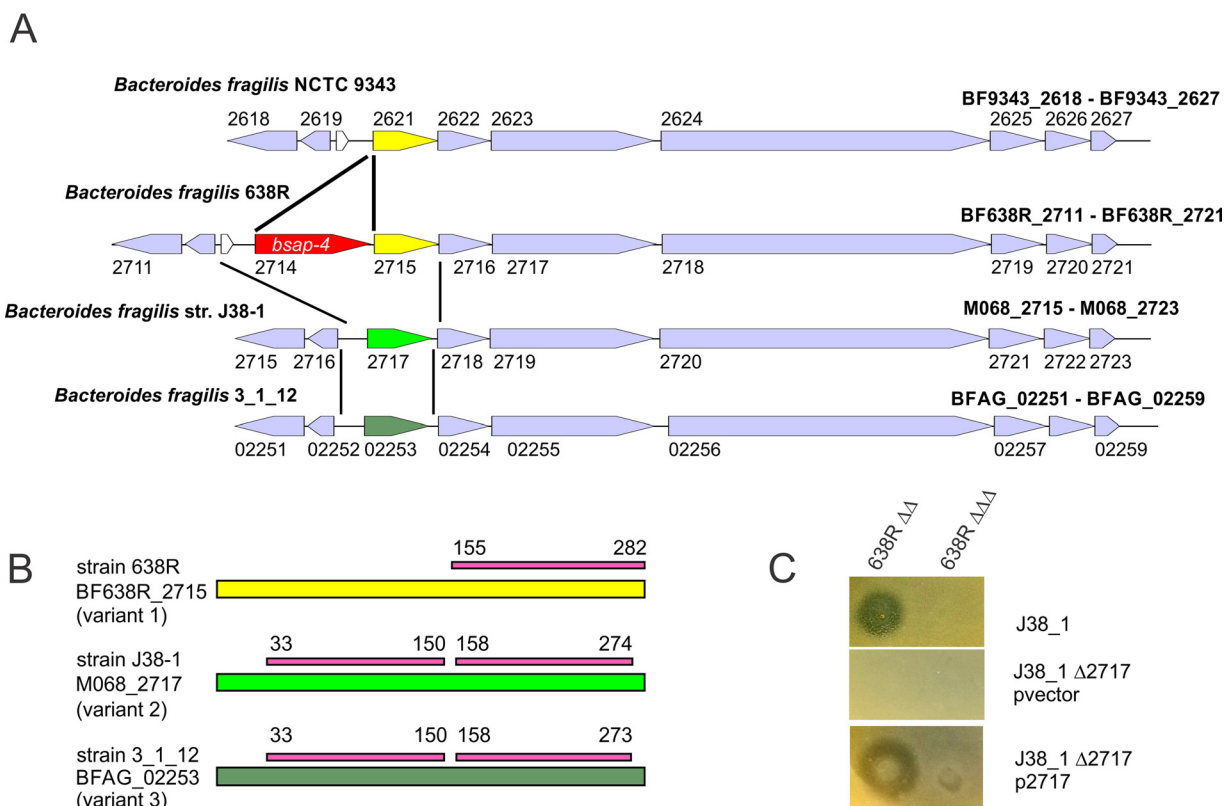 A
Bacteroides fragilis NCTC 9343
BF9343_2618 - BF9343_2627
2618 2619 2621 2622 2623 2624 2625 2626 2627
Bacteroides fragilis 638R
BF638R_2711 - BF638R_2721
bsap-4
2711 2714 2715 2716 2717 2718 2719 2720 2721
Bacteroides fragilis str. J38-1
M068_2715 - M068_2723
2715 2716 2717 2718 2719 2720 2721 2722 2723
Bacteroides fragilis 3_1_12
BFAG_02251 - BFAG_02259
02251 02252 02253 02254 02255 02256 02257 02259
B
strain 638R
155 282
BF638R_2715
(variant 1)
strain J38-1
33 150 158 274
M068_2717
(variant 2)
strain 3_1_12
33 150 158 273
BFAG_02253
(variant 3)
C
638R ΔΔ
638R ΔΔΔ
J38_1
J38_1 Δ2717
pvector
J38_1 Δ2717
p2717